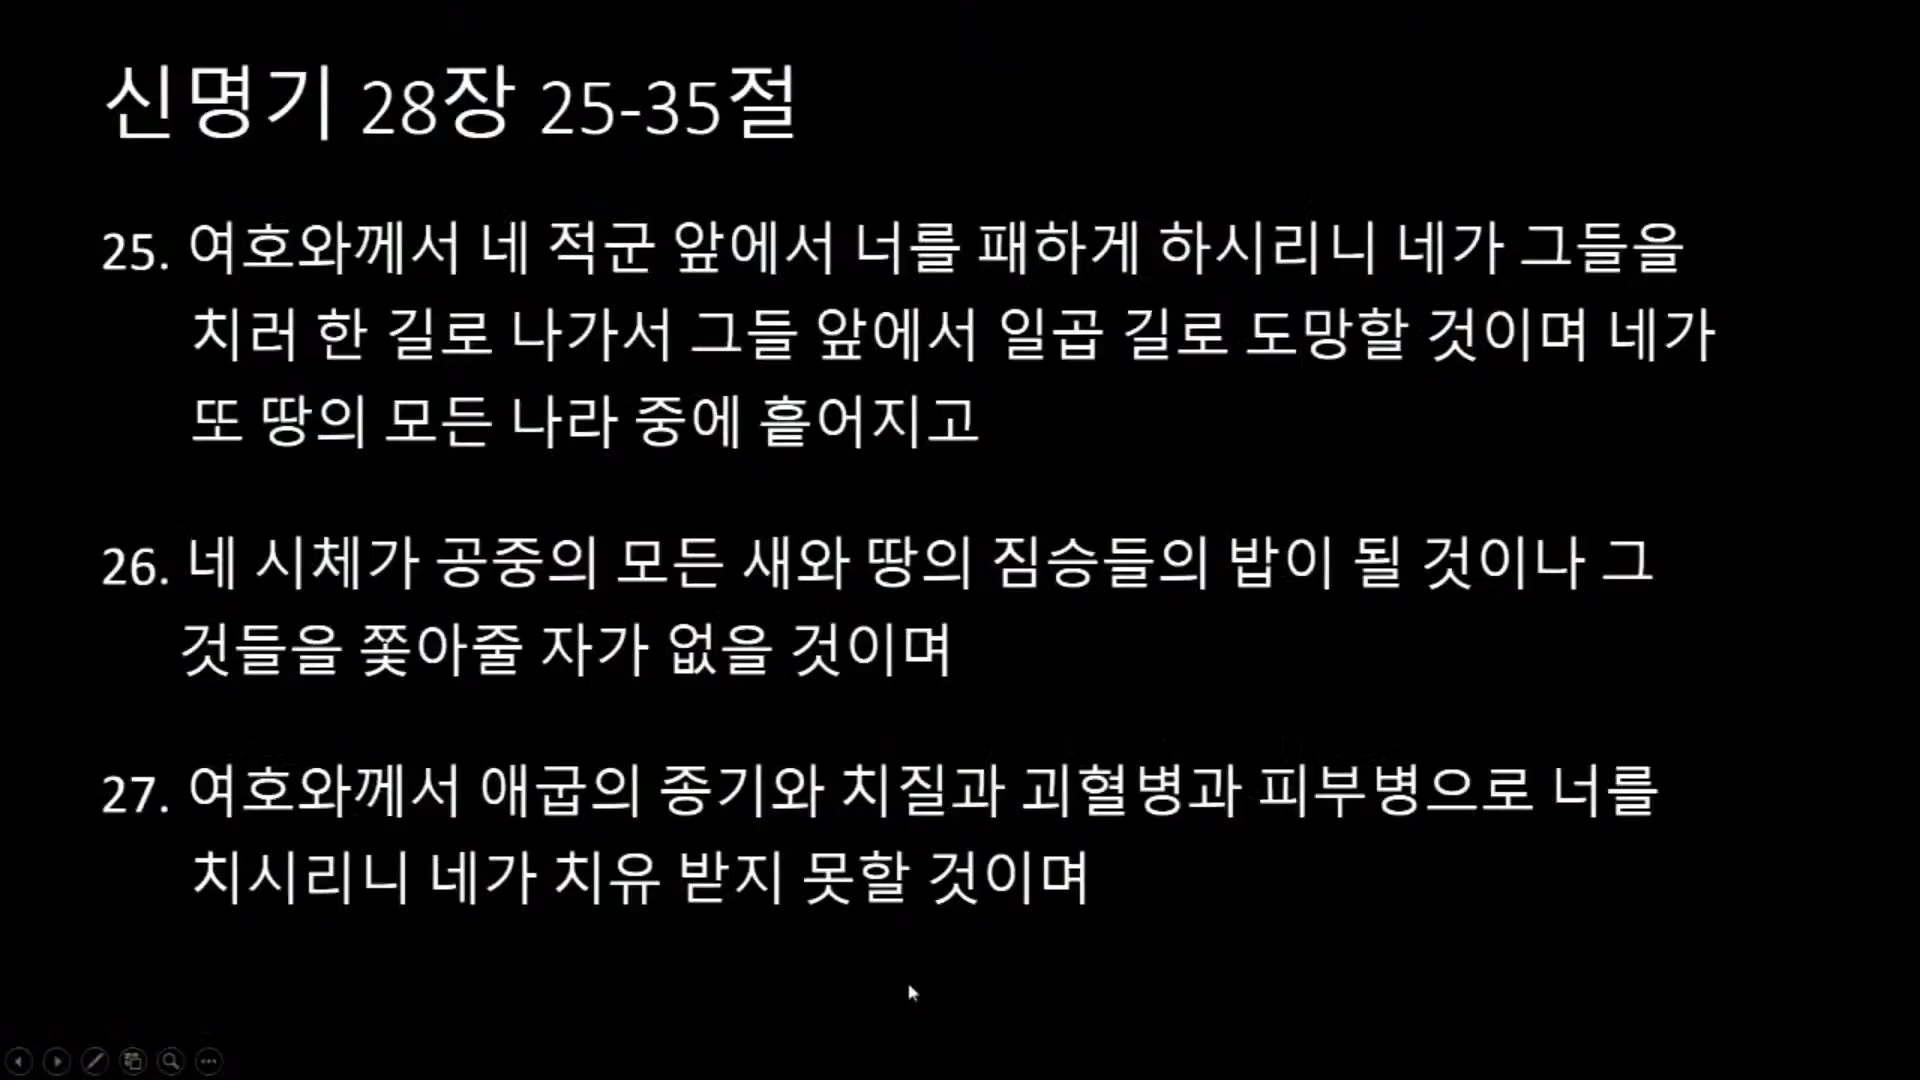 신명기 28장 25-35절
25. 여호와께서 네 적군 앞에서 너를 패하게 하시리니 네가 그들을
치러 한 길로 나가서 그들 앞에서 일곱 길로 도망할 것이며 네가
또 땅의 모든 나라 중에 흩어지고
26. 네 시체가 공중의 모든 새와 땅의 짐승들의 밥이 될 것이나 그
것들을 쫓아줄 자가 없을 것이며
27. 여호와께서 애굽의 종기와 치질과 괴혈병과 피부병으로 너를
치시리니 네가 치유 받지 못할 것이며